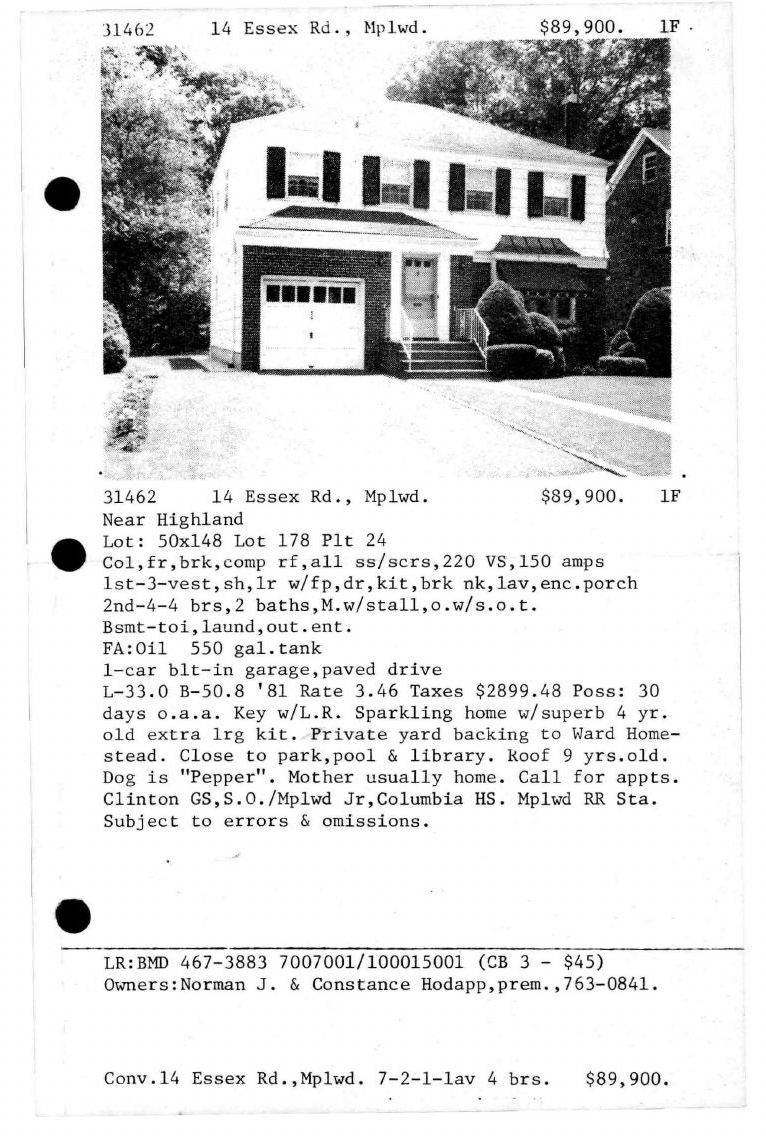 31462 14 Essex Rd., Mplwd. $89,900. 1F
31462 14 Essex Rd., Mplwd. $89,900. 1F
Near Highland
Lot: 50x148 Lot 178 Plt 24
Col,fr,brk,comp rf,all ss/scrs,220 VS,150 amps
1st-3-vest,sh,lr w/fp,dr,kit,brk nk,lav,enc.porch
2nd-4-4 brs,2 baths,M.w/stall,o.w/s.o.t.
Bsmt-toi,laund,out.ent.
FA:Oil 550 gal.tank
1-car blt-in garage,paved drive
L-33.0 B-50.8 '81 Rate 3.46 Taxes $2899.48 Poss: 30
days o.a.a. Key w/L.R. Sparkling home w/superb 4 yr.
old extra lrg kit. Private yard backing to Ward Home-
stead. Close to park,pool & library. Roof 9 yrs.old.
Dog is "Pepper". Mother usually home. Call for appts.
Clinton GS,S.O./Mplwd Jr,Columbia HS. Mplwd RR Sta.
Subject to errors & omissions.
LR:BMD 467-3883 7007001/100015001 (CB 3 - $45)
Owners:Norman J. & Constance Hodapp,prem.,763-0841.
Conv.14 Essex Rd.,Mplwd. 7-2-1-lav 4 brs. $89,900.